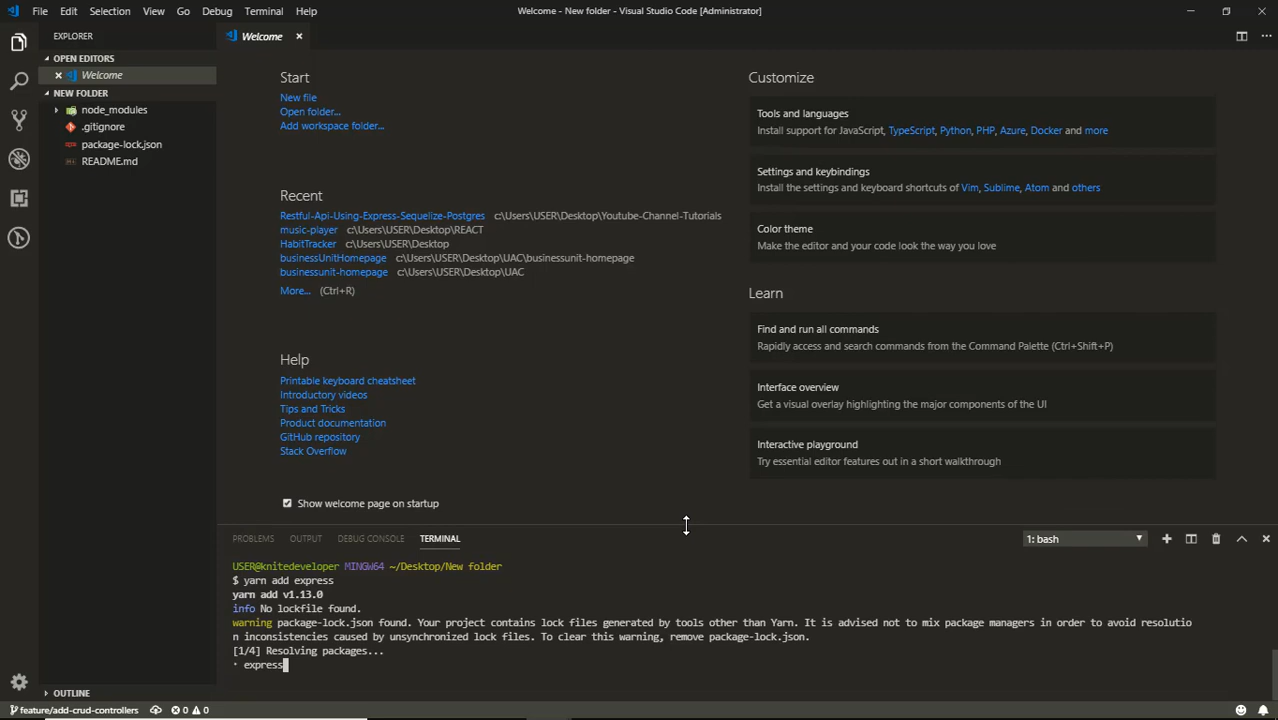 File Edit Selection View Go Debug Terminal Help
Welcome - New folder - Visual Studio Code [Administrator]
EXPLORER
OPEN EDITORS
Welcome
NEW FOLDER
node_modules
.gitignore
package-lock.json
README.md
OUTLINE
Welcome
Start
New file
Open folder...
Add workspace folder...
Recent
Restful-Api-Using-Express-Sequelize-Postgres c:\Users\USER\Desktop\Youtube-Channel-Tutorials
music-player c:\Users\USER\Desktop\REACT
HabitTracker c:\Users\USER\Desktop
businessUnitHomepage c:\Users\USER\Desktop\UAC\businessunit-homepage
businessunit-homepage c:\Users\USER\Desktop\UAC
More... (Ctrl+R)
Help
Printable keyboard cheatsheet
Introductory videos
Tips and Tricks
Product documentation
GitHub repository
Stack Overflow
Show welcome page on startup
Customize
Tools and languages
Install support for JavaScript, TypeScript, Python, PHP, Azure, Docker and more
Settings and keybindings
Install the settings and keyboard shortcuts of Vim, Sublime, Atom and others
Color theme
Make the editor and your code look the way you love
Learn
Find and run all commands
Rapidly access and search commands from the Command Palette (Ctrl+Shift+P)
Interface overview
Get a visual overlay highlighting the major components of the UI
Interactive playground
Try essential editor features out in a short walkthrough
PROBLEMS OUTPUT DEBUG CONSOLE TERMINAL
1: bash
USER@knitedeveloper MINGW64 ~/Desktop/New folder
$ yarn add express
yarn add v1.13.0
info No lockfile found.
warning package-lock.json found. Your project contains lock files generated by tools other than Yarn. It is advised not to mix package managers in order to avoid resolutio
n inconsistencies caused by unsynchronized lock files. To clear this warning, remove package-lock.json.
[1/4] Resolving packages...
⠁ express
feature/add-crud-controllers 0 0